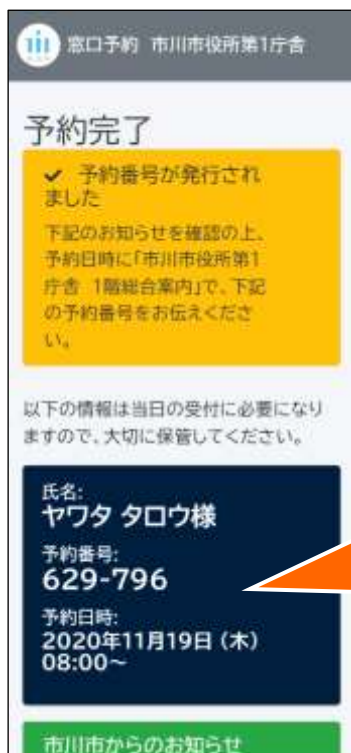 窓口予約 市川市役所第1庁舎
予約完了
✔ 予約番号が発行され
ました
下記のお知らせを確認の上、
予約日時に「市川市役所第1
庁舎 1階総合案内」で、下記
の予約番号をお伝えくださ
い。
以下の情報は当日の受付に必要になり
ますので、大切に保管してください。
氏名:
ヤワタ タロウ様
予約番号:
629-796
予約日時:
2020年11月19日 (木)
08:00~
市川市からのお知らせ